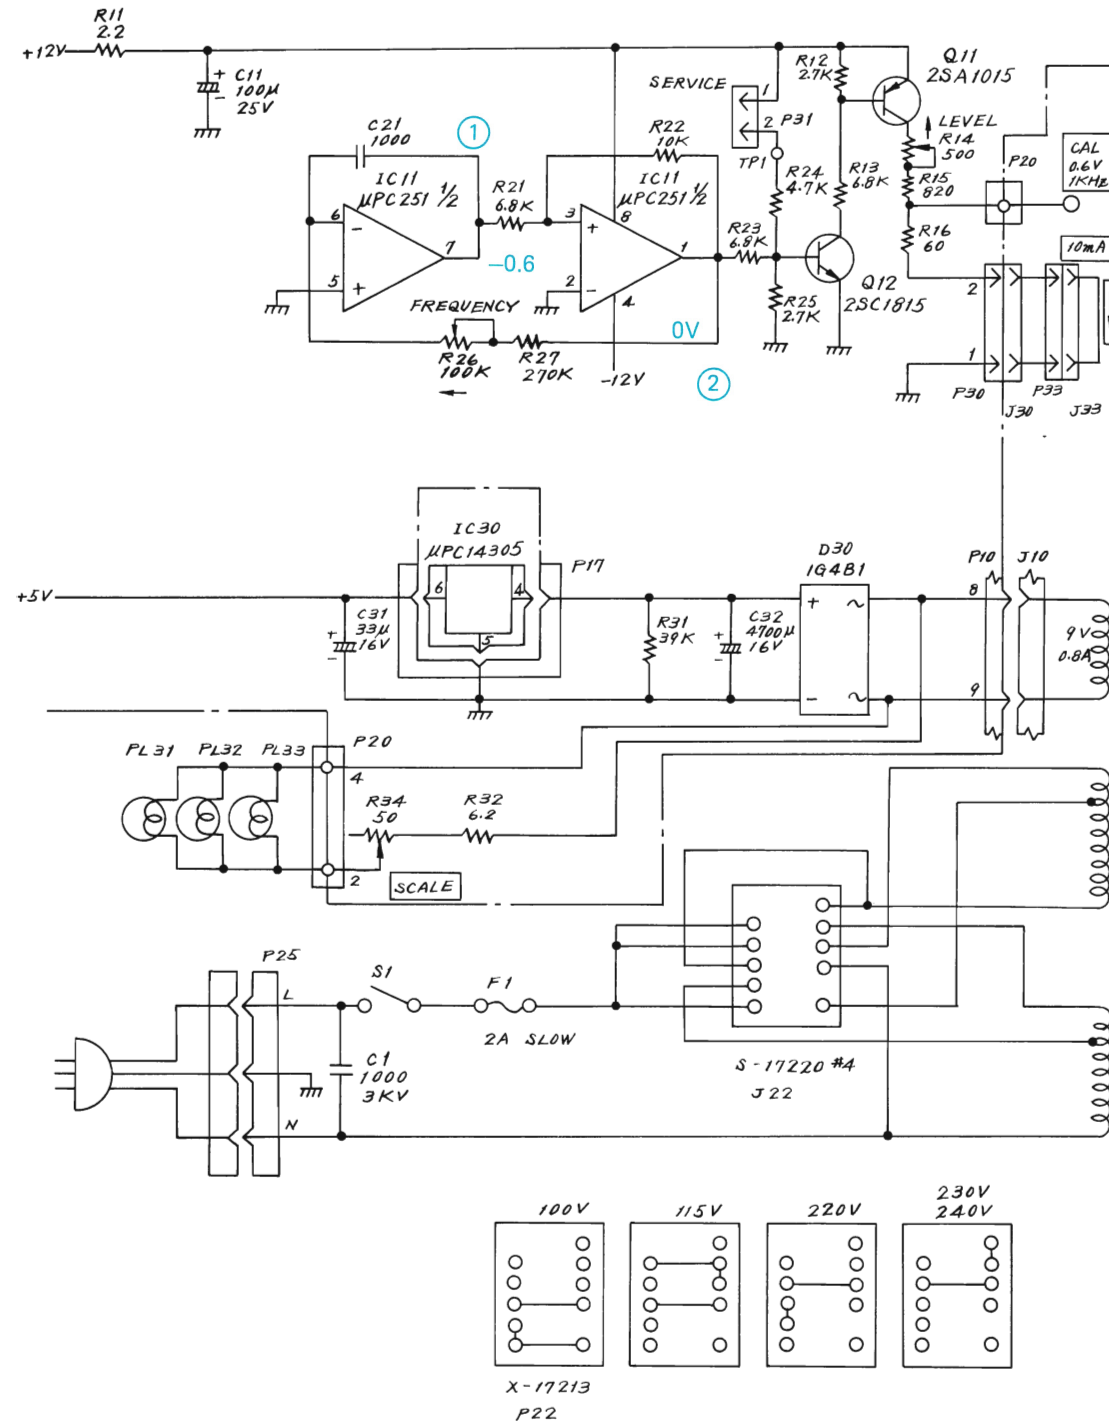 R11
2.2
+12V
+
C11
100μ
25V
-
C21
1000
1
IC11
μPC251 1/2
6
-
7
5
+
R21
6.8K
-0.6
FREQUENCY
R26
100K
R27
270K
R22
10K
IC11
μPC251 1/2
3
+
8
1
2
-
4
-12V
0V
2
SERVICE
1
2
P31
TP1
R12
2.7K
R24
4.7K
R13
6.8K
R23
6.8K
R25
2.7K
Q11
2SA1015
LEVEL
R14
500
R15
820
R16
60
Q12
2SC1815
P20
CAL
0.6V
1KHz
10mA
2
1
P30
J30
P33
J33
IC30
μPC14305
6
4
5
P17
+5V
+
C31
33μ
16V
-
R31
39K
+
C32
4700μ
16V
-
D30
1G4B1
+
~
-
~
P10
J10
8
9
9V
0.8A
PL31
PL32
PL33
P20
4
2
R34
50
R32
6.2
SCALE
P25
L
N
S1
F1
2A SLOW
C1
1000
3KV
S-17220 #4
J22
100V
115V
220V
230V
240V
X-17213
P22